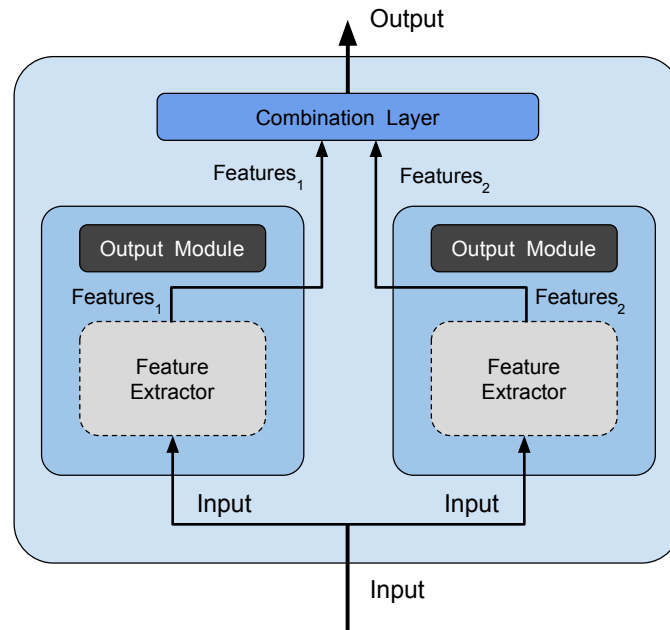 Output
Combination Layer
Features₁
Features₂
Output Module
Output Module
Features₁
Features₂
Feature
Extractor
Feature
Extractor
Input
Input
Input